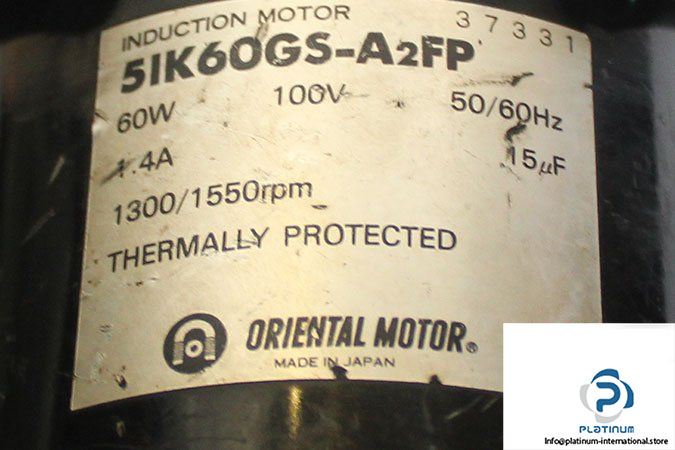 INDUCTION MOTOR 37331
5IK60GS-A2FP
60W 100V 50/60Hz
1.4A 15μF
1300/1550rpm
THERMALLY PROTECTED
ORIENTAL MOTOR®
MADE IN JAPAN
PLATINUM
Info@platinum-international.store